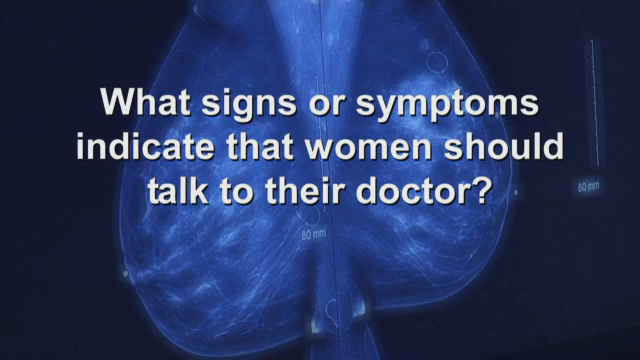 What signs or symptoms
indicate that women should
talk to their doctor?
80 mm
80 mm